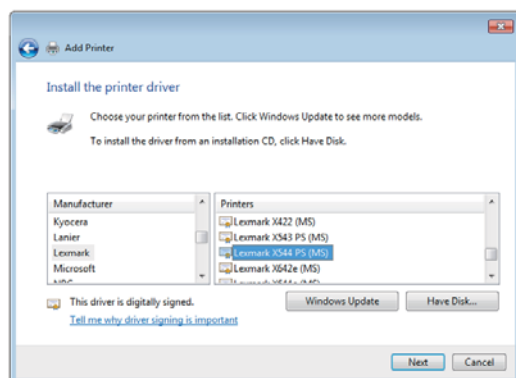 Add Printer
Install the printer driver
Choose your printer from the list. Click Windows Update to see more models.
To install the driver from an installation CD, click Have Disk.
Manufacturer
Kyocera
Lanier
Lexmark
Microsoft
Printers
Lexmark X422 (MS)
Lexmark X543 PS (MS)
Lexmark X544 PS (MS)
Lexmark X642e (MS)
This driver is digitally signed.
Tell me why driver signing is important
Windows Update
Have Disk...
Next
Cancel